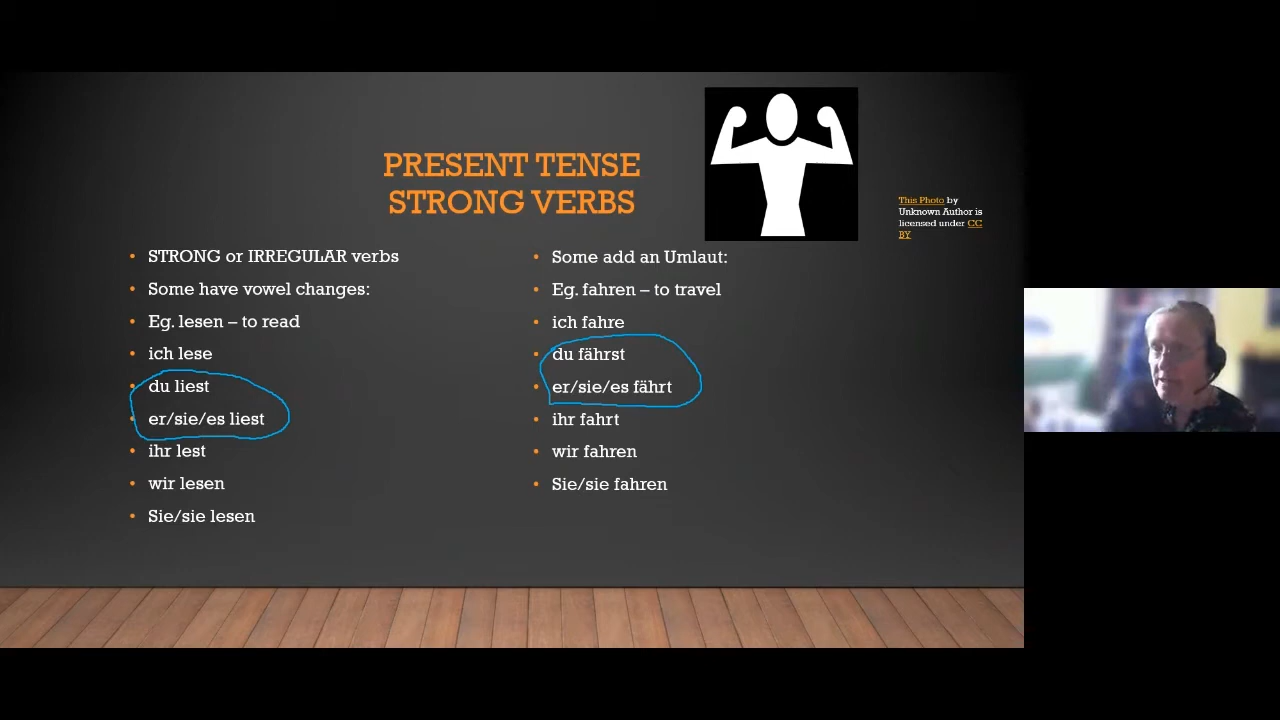 PRESENT TENSE
STRONG VERBS
This Photo by
Unknown Author is
licensed under CC
BY
• STRONG or IRREGULAR verbs
• Some have vowel changes:
• Eg. lesen – to read
• ich lese
• du liest
• er/sie/es liest
• ihr lest
• wir lesen
• Sie/sie lesen
• Some add an Umlaut:
• Eg. fahren – to travel
• ich fahre
• du fährst
• er/sie/es fährt
• ihr fahrt
• wir fahren
• Sie/sie fahren